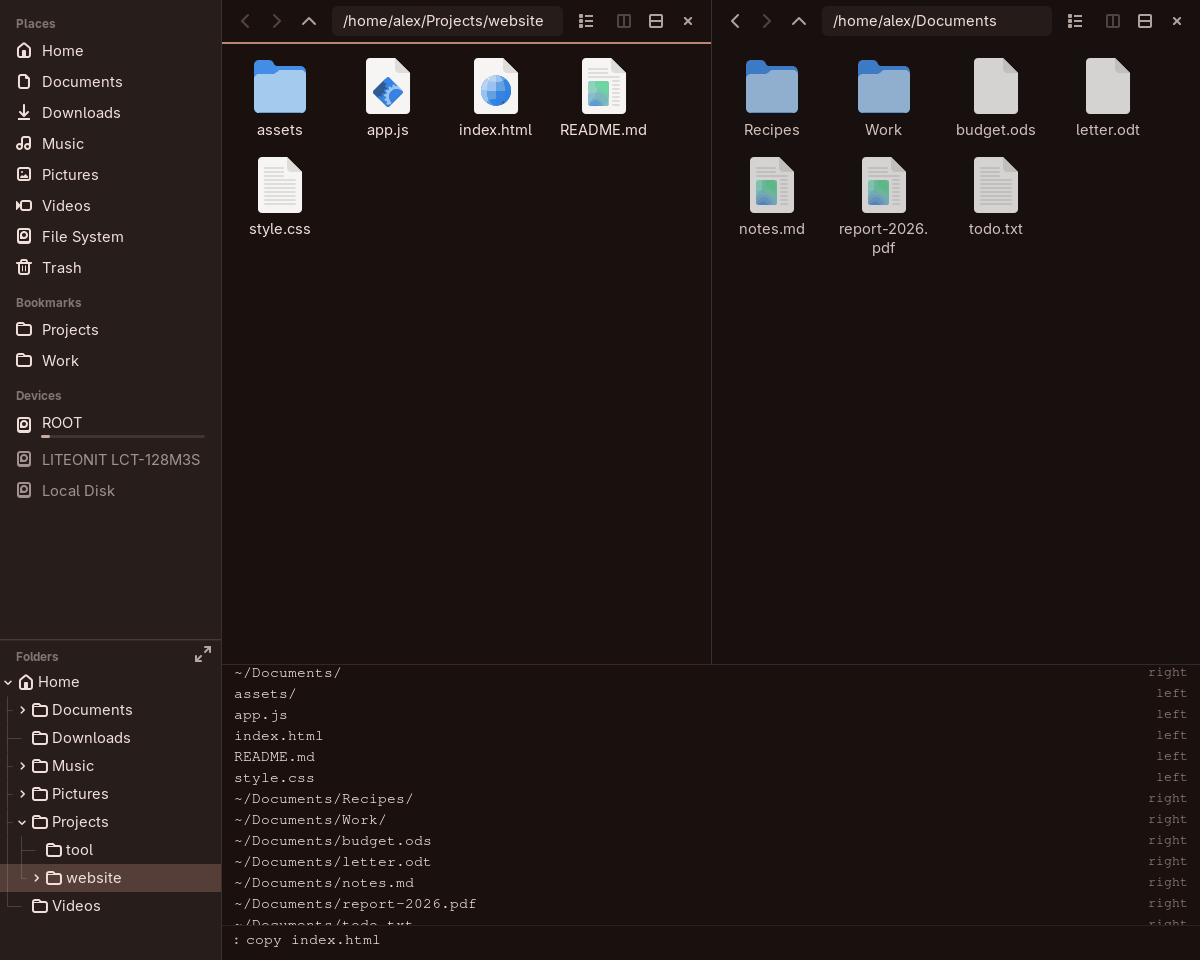 Places
Home
Documents
Downloads
Music
Pictures
Videos
File System
Trash
Bookmarks
Projects
Work
Devices
ROOT
LITEONIT LCT-128M3S
Local Disk
Folders
Home
Documents
Downloads
Music
Pictures
Projects
tool
website
Videos
/home/alex/Projects/website
assets
app.js
index.html
README.md
style.css
/home/alex/Documents
Recipes
Work
budget.ods
letter.odt
notes.md
report-2026.
pdf
todo.txt
~/Documents/ right
assets/ left
app.js left
index.html left
README.md left
style.css left
~/Documents/Recipes/ right
~/Documents/Work/ right
~/Documents/budget.ods right
~/Documents/letter.odt right
~/Documents/notes.md right
~/Documents/report-2026.pdf right
~/Documents/todo.txt right
: copy index.html